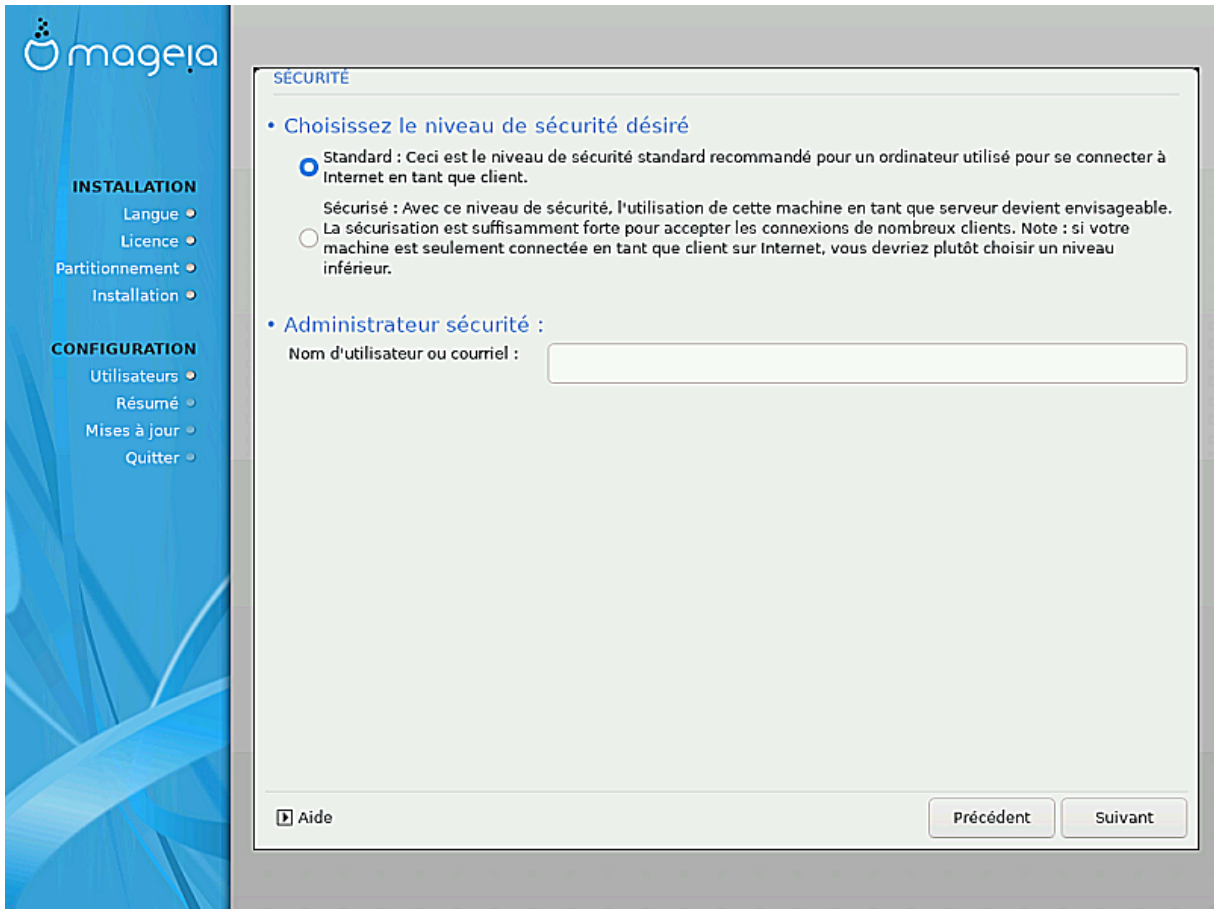 mageia
INSTALLATION
Langue
Licence
Partitionnement
Installation
CONFIGURATION
Utilisateurs
Résumé
Mises à jour
Quitter
SÉCURITÉ
• Choisissez le niveau de sécurité désiré
Standard : Ceci est le niveau de sécurité standard recommandé pour un ordinateur utilisé pour se connecter à
Internet en tant que client.
Sécurisé : Avec ce niveau de sécurité, l'utilisation de cette machine en tant que serveur devient envisageable.
La sécurisation est suffisamment forte pour accepter les connexions de nombreux clients. Note : si votre
machine est seulement connectée en tant que client sur Internet, vous devriez plutôt choisir un niveau
inférieur.
• Administrateur sécurité :
Nom d'utilisateur ou courriel :
Aide
Précédent
Suivant